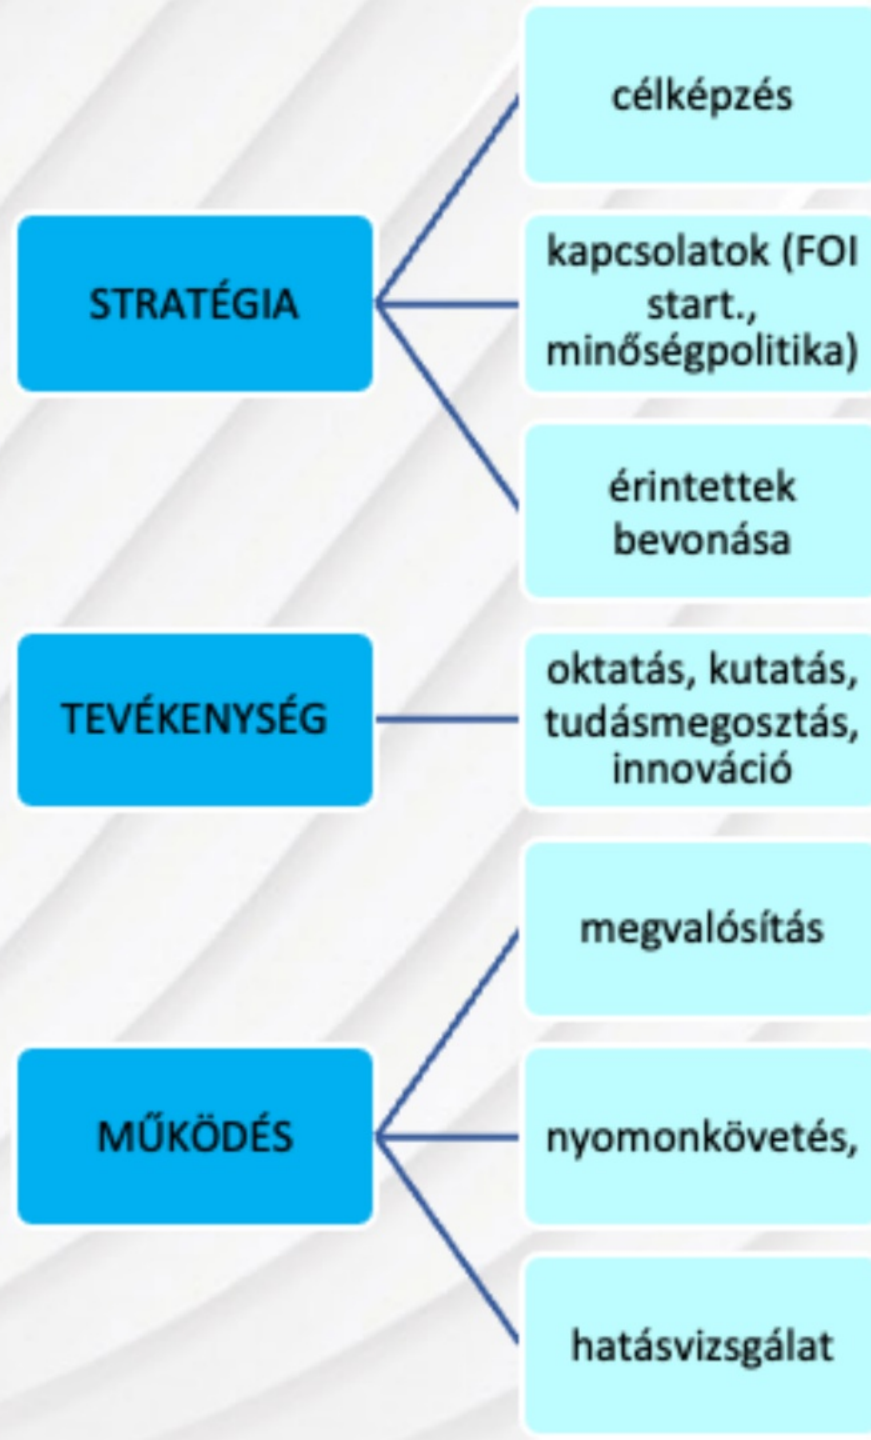 STRATÉGIA
célképzés
kapcsolatok (FOI
start.,
minőségpolitika)
érintettek
bevonása
TEVÉKENYSÉG
oktatás, kutatás,
tudásmegosztás,
innováció
MŰKÖDÉS
megvalósítás
nyomonkövetés,
hatásvizsgálat